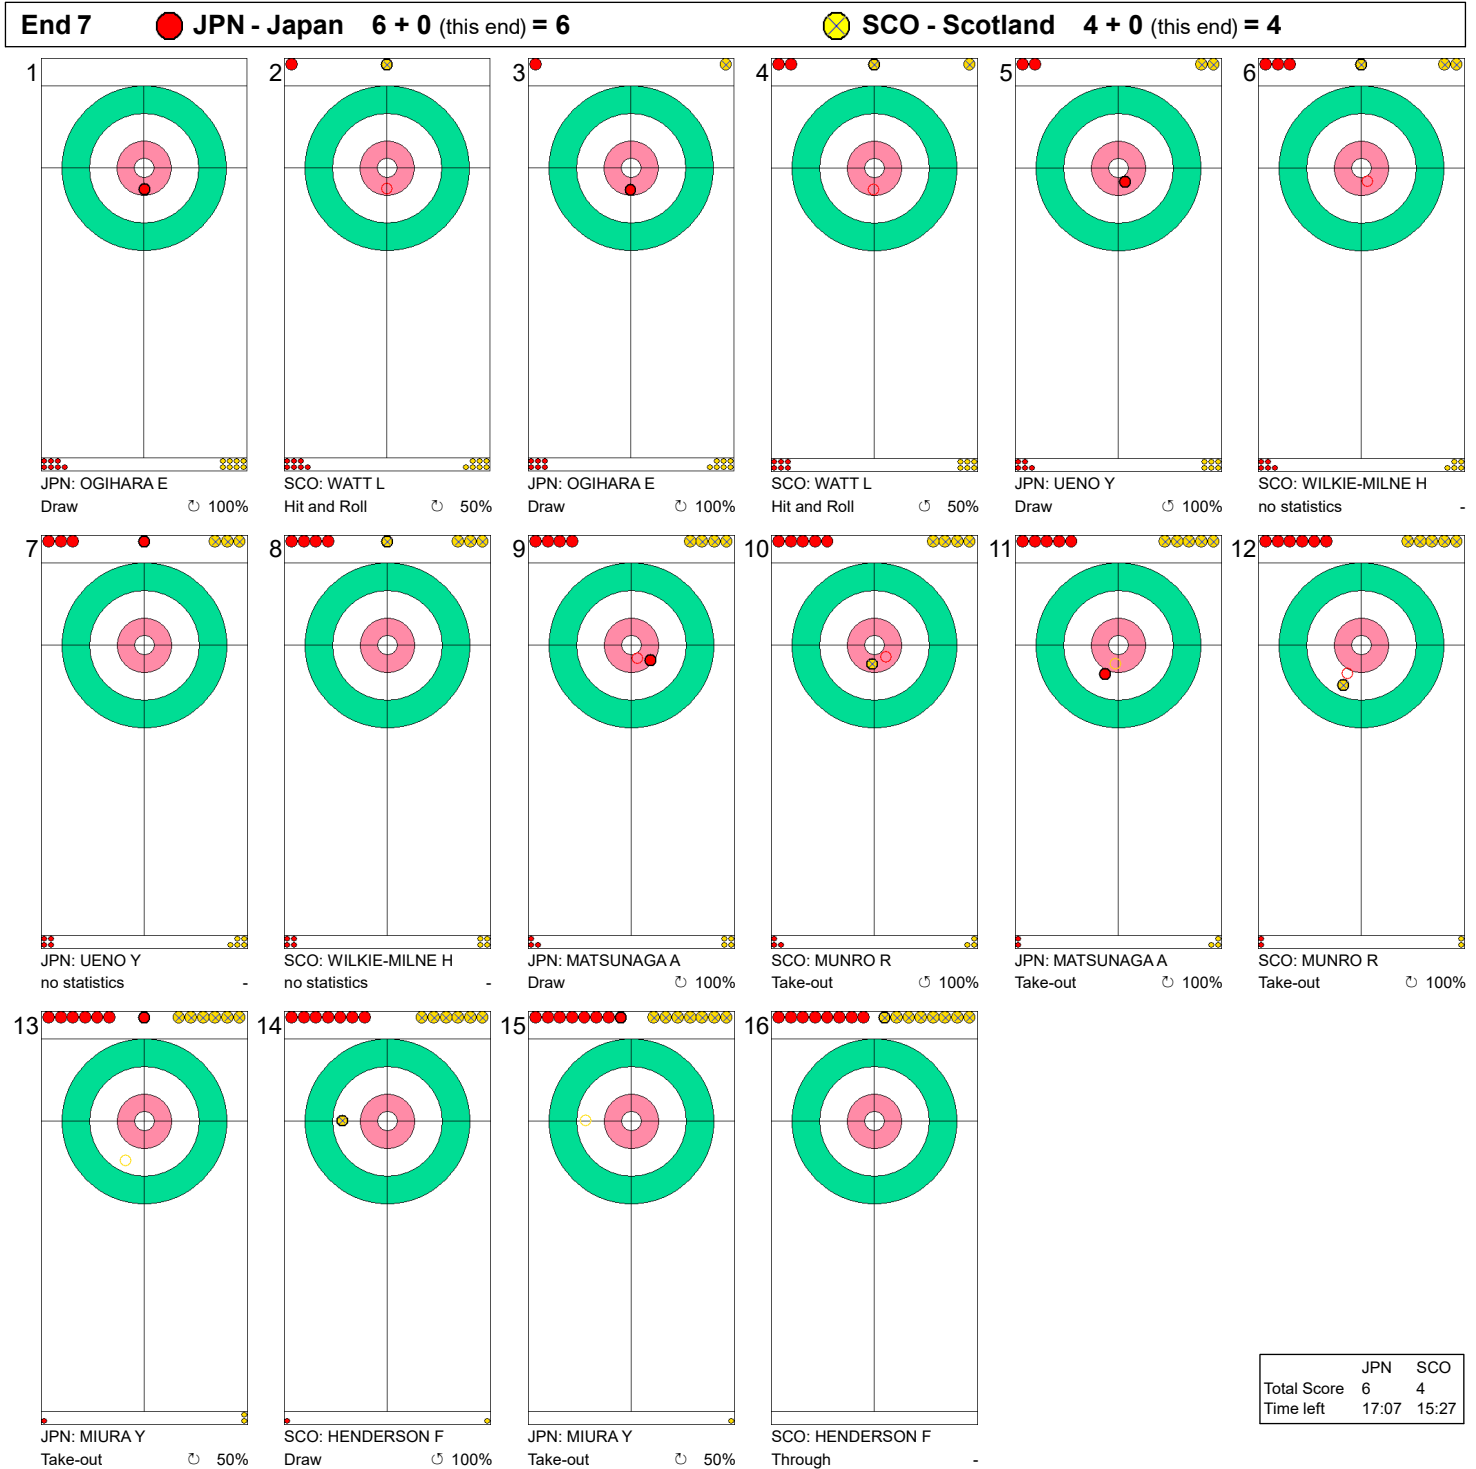 End 7 JPN - Japan 6 + 0 (this end) = 6 SCO - Scotland 4 + 0 (this end) = 4
1 2 3 4 5 6
JPN: OGIHARA E SCO: WATT L JPN: OGIHARA E SCO: WATT L JPN: UENO Y SCO: WILKIE-MILNE H
Draw ↻ 100% Hit and Roll ↻ 50% Draw ↻ 100% Hit and Roll ↺ 50% Draw ↺ 100% no statistics -
7 8 9 10 11 12
JPN: UENO Y SCO: WILKIE-MILNE H JPN: MATSUNAGA A SCO: MUNRO R JPN: MATSUNAGA A SCO: MUNRO R
no statistics - no statistics - Draw ↻ 100% Take-out ↺ 100% Take-out ↻ 100% Take-out ↻ 100%
13 14 15 16
JPN: MIURA Y SCO: HENDERSON F JPN: MIURA Y SCO: HENDERSON F
Take-out ↻ 50% Draw ↻ 100% Take-out ↻ 50% Through -
JPN SCO
Total Score 6 4
Time left 17:07 15:27